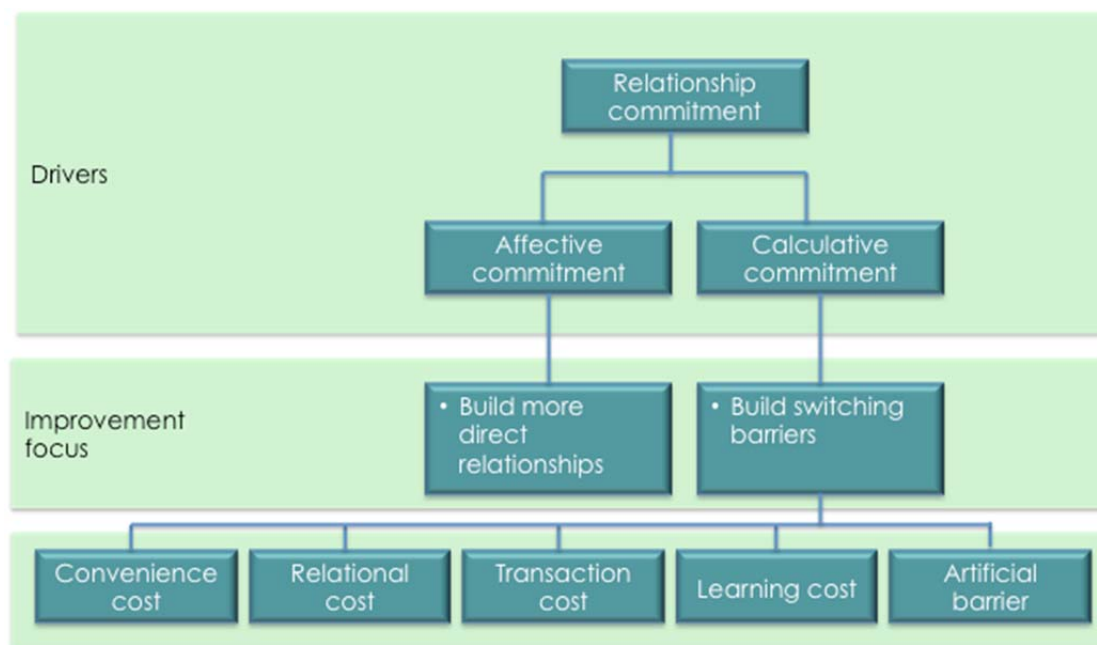 Relationship
commitment
Drivers
Affective
commitment
Calculative
commitment
Improvement
focus
• Build more
direct
relationships
• Build switching
barriers
Convenience
cost
Relational
cost
Transaction
cost
Learning cost
Artificial
barrier